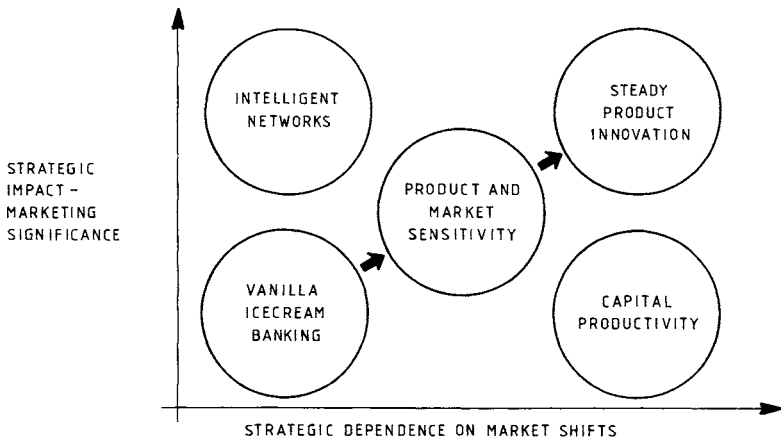 INTELLIGENT
NETWORKS
STEADY
PRODUCT
INNOVATION
STRATEGIC
IMPACT –
MARKETING
SIGNIFICANCE
PRODUCT AND
MARKET
SENSITIVITY
VANILLA
ICECREAM
BANKING
CAPITAL
PRODUCTIVITY
STRATEGIC DEPENDENCE ON MARKET SHIFTS